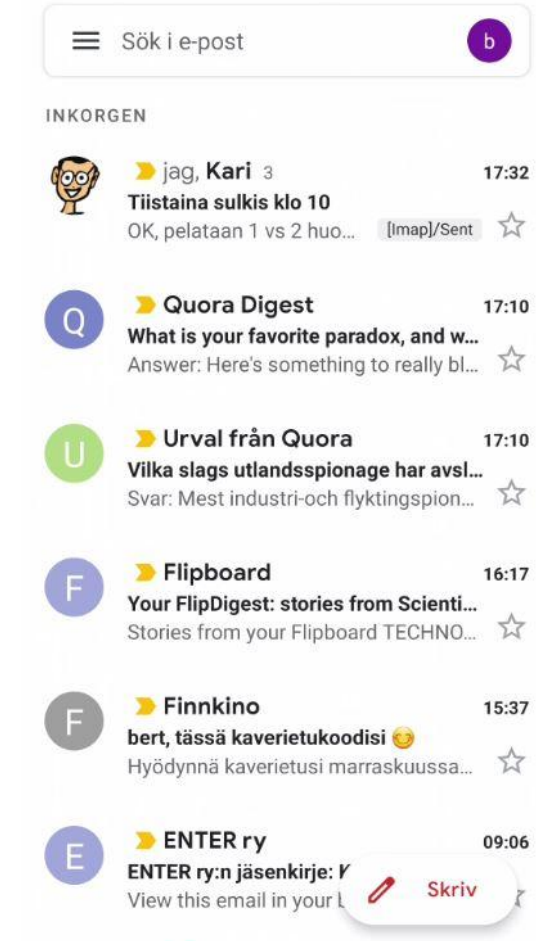 Sök i e-post
b
INKORGEN
jag, Kari 3 17:32
Tiistaina sulkis klo 10
OK, pelataan 1 vs 2 huo... [Imap]/Sent
Q
Quora Digest 17:10
What is your favorite paradox, and w...
Answer: Here's something to really bl...
U
Urval från Quora 17:10
Vilka slags utlandsspionage har avsl...
Svar: Mest industri-och flyktingspion...
F
Flipboard 16:17
Your FlipDigest: stories from Scienti...
Stories from your Flipboard TECHNO...
F
Finnkino 15:37
bert, tässä kaverietukoodisi 😊
Hyödynnä kaverietusi marraskuussa...
E
ENTER ry 09:06
ENTER ry:n jäsenkirje:
View this email in your
Skriv